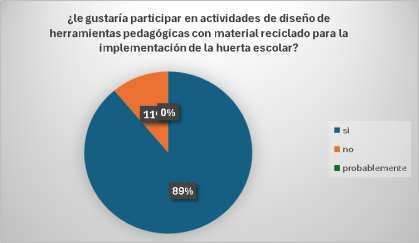 ¿le gustaría participar en actividades de diseño de
herramientas pedagógicas con material reciclado para la
implementación de la huerta escolar?
11
0%
si
no
probablemente
89%